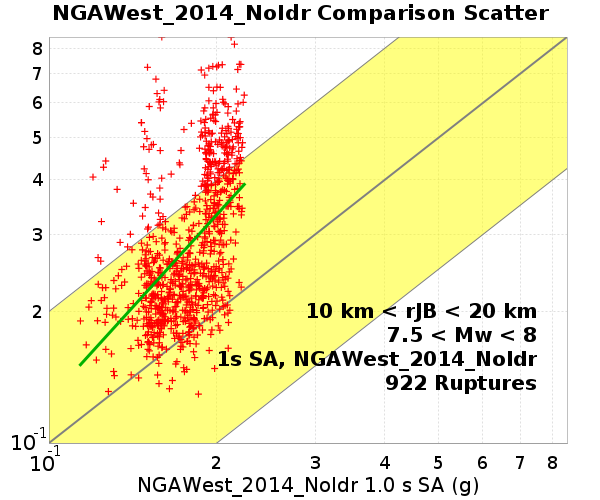 NGAWest_2014_NoIdr Comparison Scatter
8
7
6
5
4
3
2
10-1
10 km < rJB < 20 km
7.5 < Mw < 8
1s SA, NGAWest_2014_NoIdr
922 Ruptures
10-1 2 3 4 5 6 7 8
NGAWest_2014_NoIdr 1.0 s SA (g)